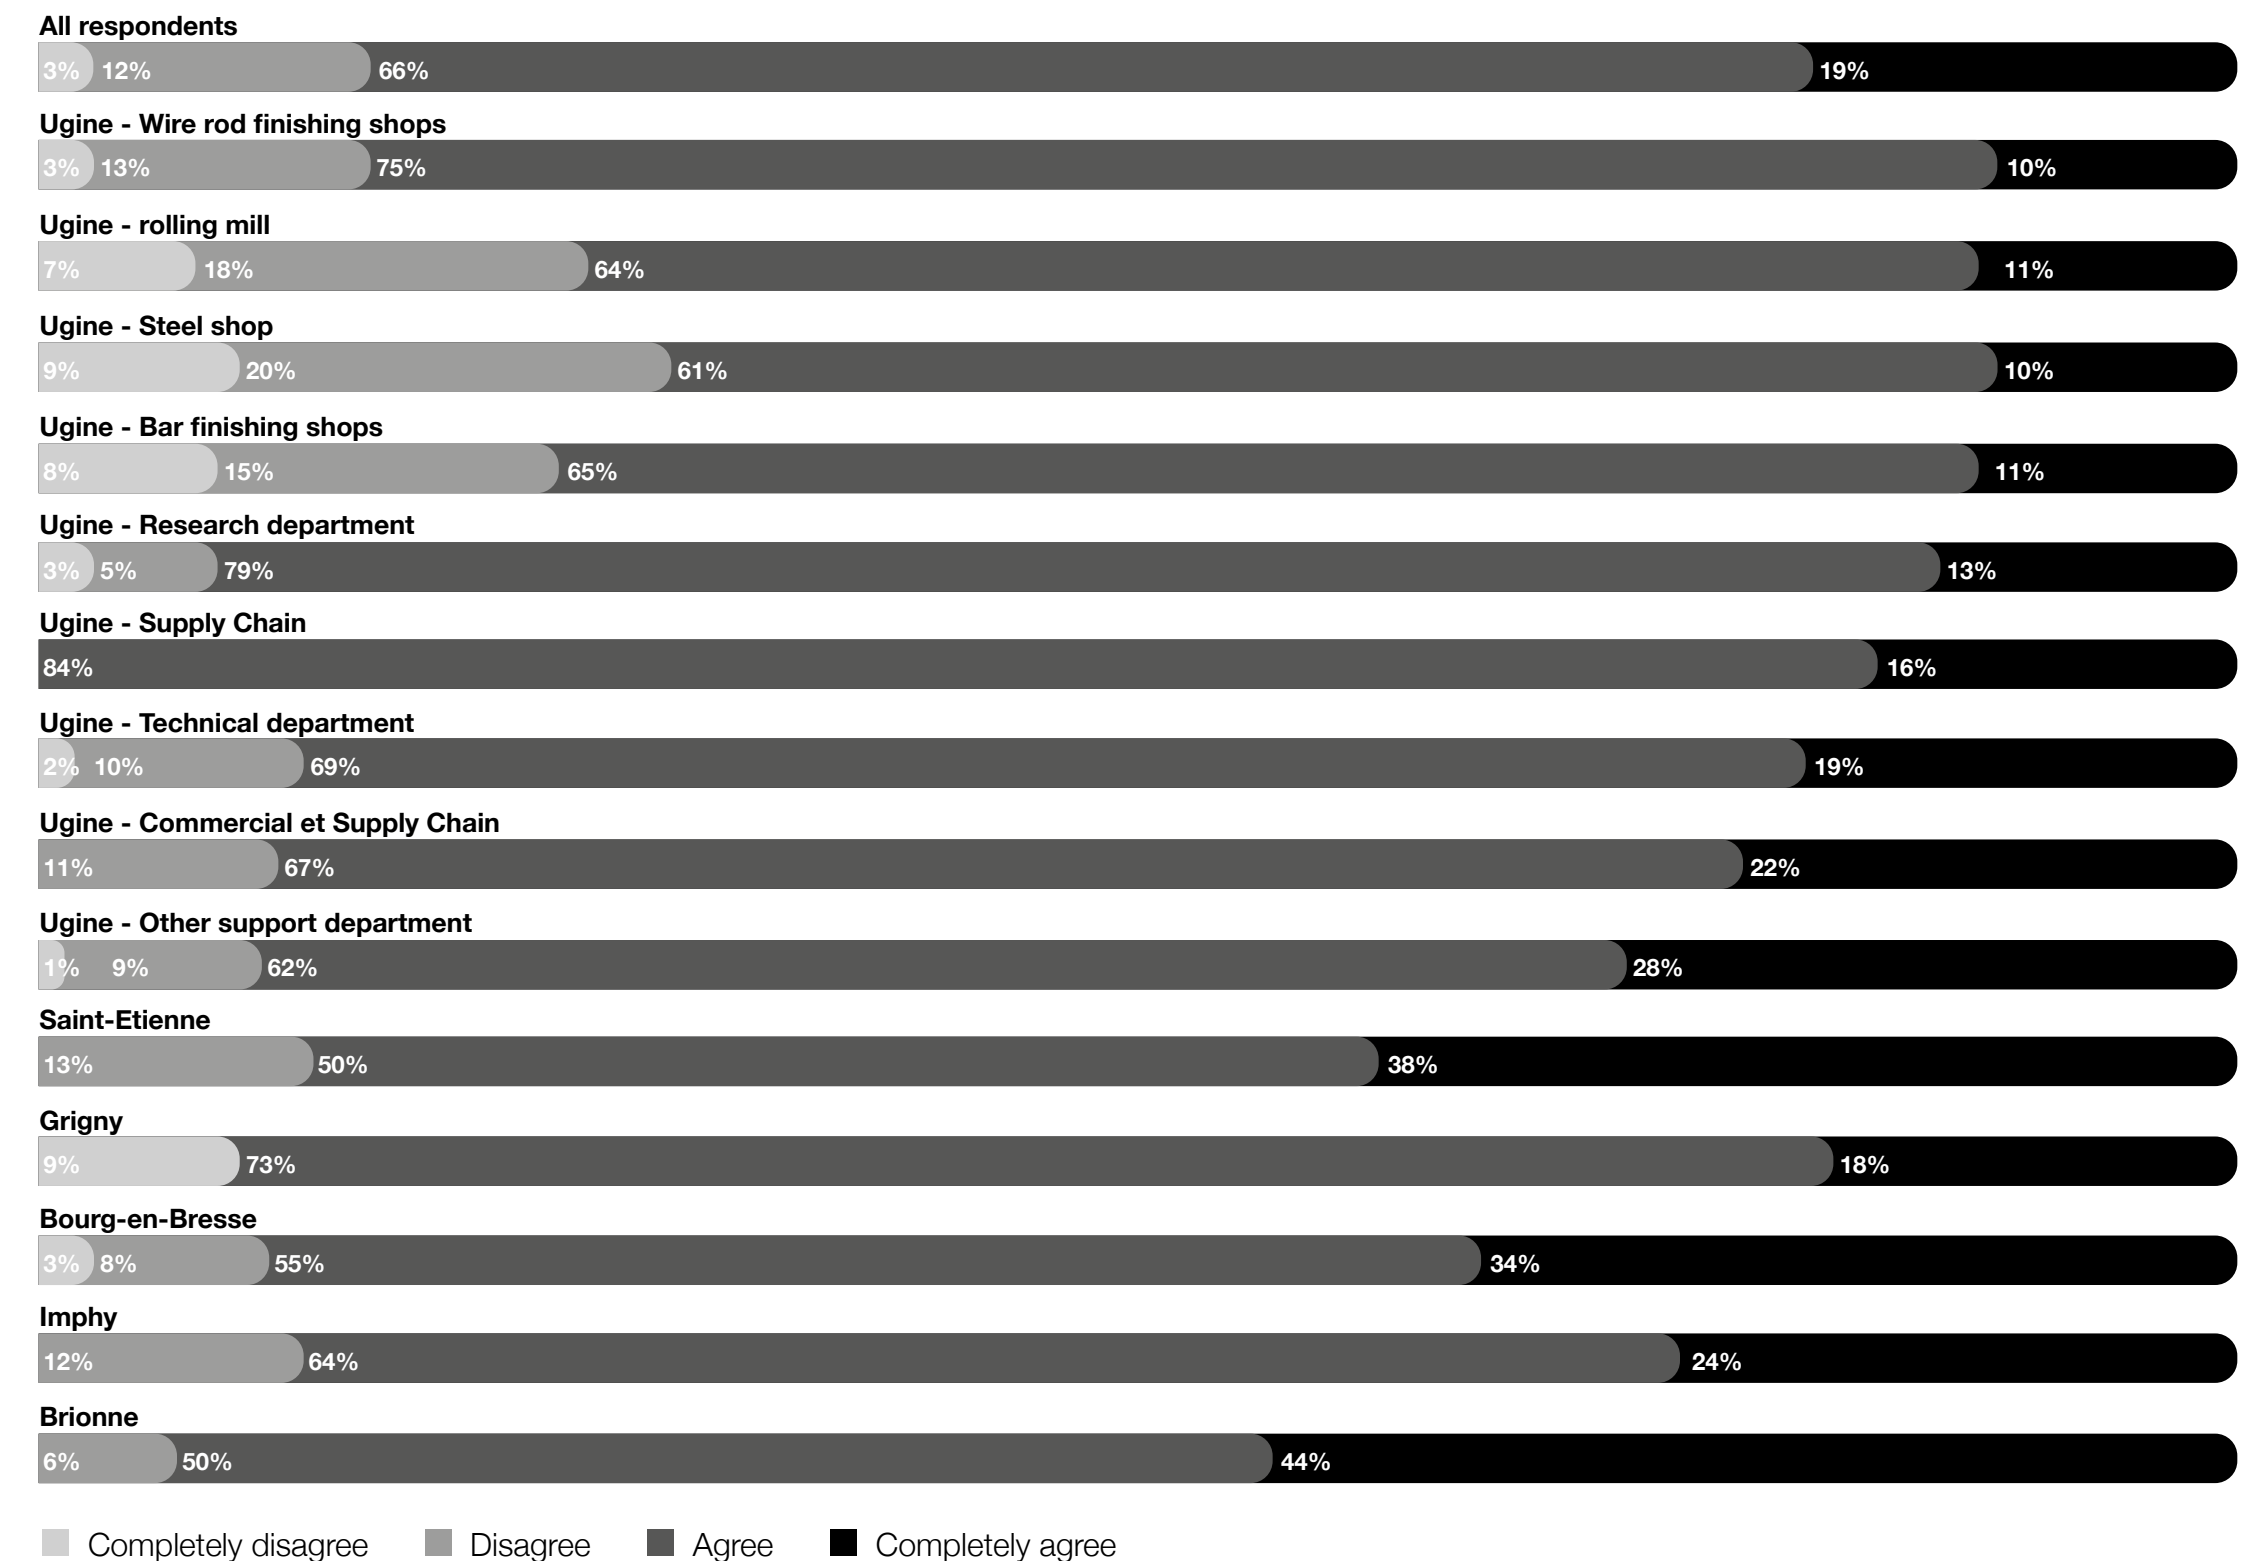 All respondents
3% 12% 66% 19%
Ugine - Wire rod finishing shops
3% 13% 75% 10%
Ugine - rolling mill
7% 18% 64% 11%
Ugine - Steel shop
9% 20% 61% 10%
Ugine - Bar finishing shops
8% 15% 65% 11%
Ugine - Research department
3% 5% 79% 13%
Ugine - Supply Chain
84% 16%
Ugine - Technical department
2% 10% 69% 19%
Ugine - Commercial et Supply Chain
11% 67% 22%
Ugine - Other support department
1% 9% 62% 28%
Saint-Etienne
13% 50% 38%
Grigny
9% 73% 18%
Bourg-en-Bresse
3% 8% 55% 34%
Imphy
12% 64% 24%
Brionne
6% 50% 44%
Completely disagree Disagree Agree Completely agree